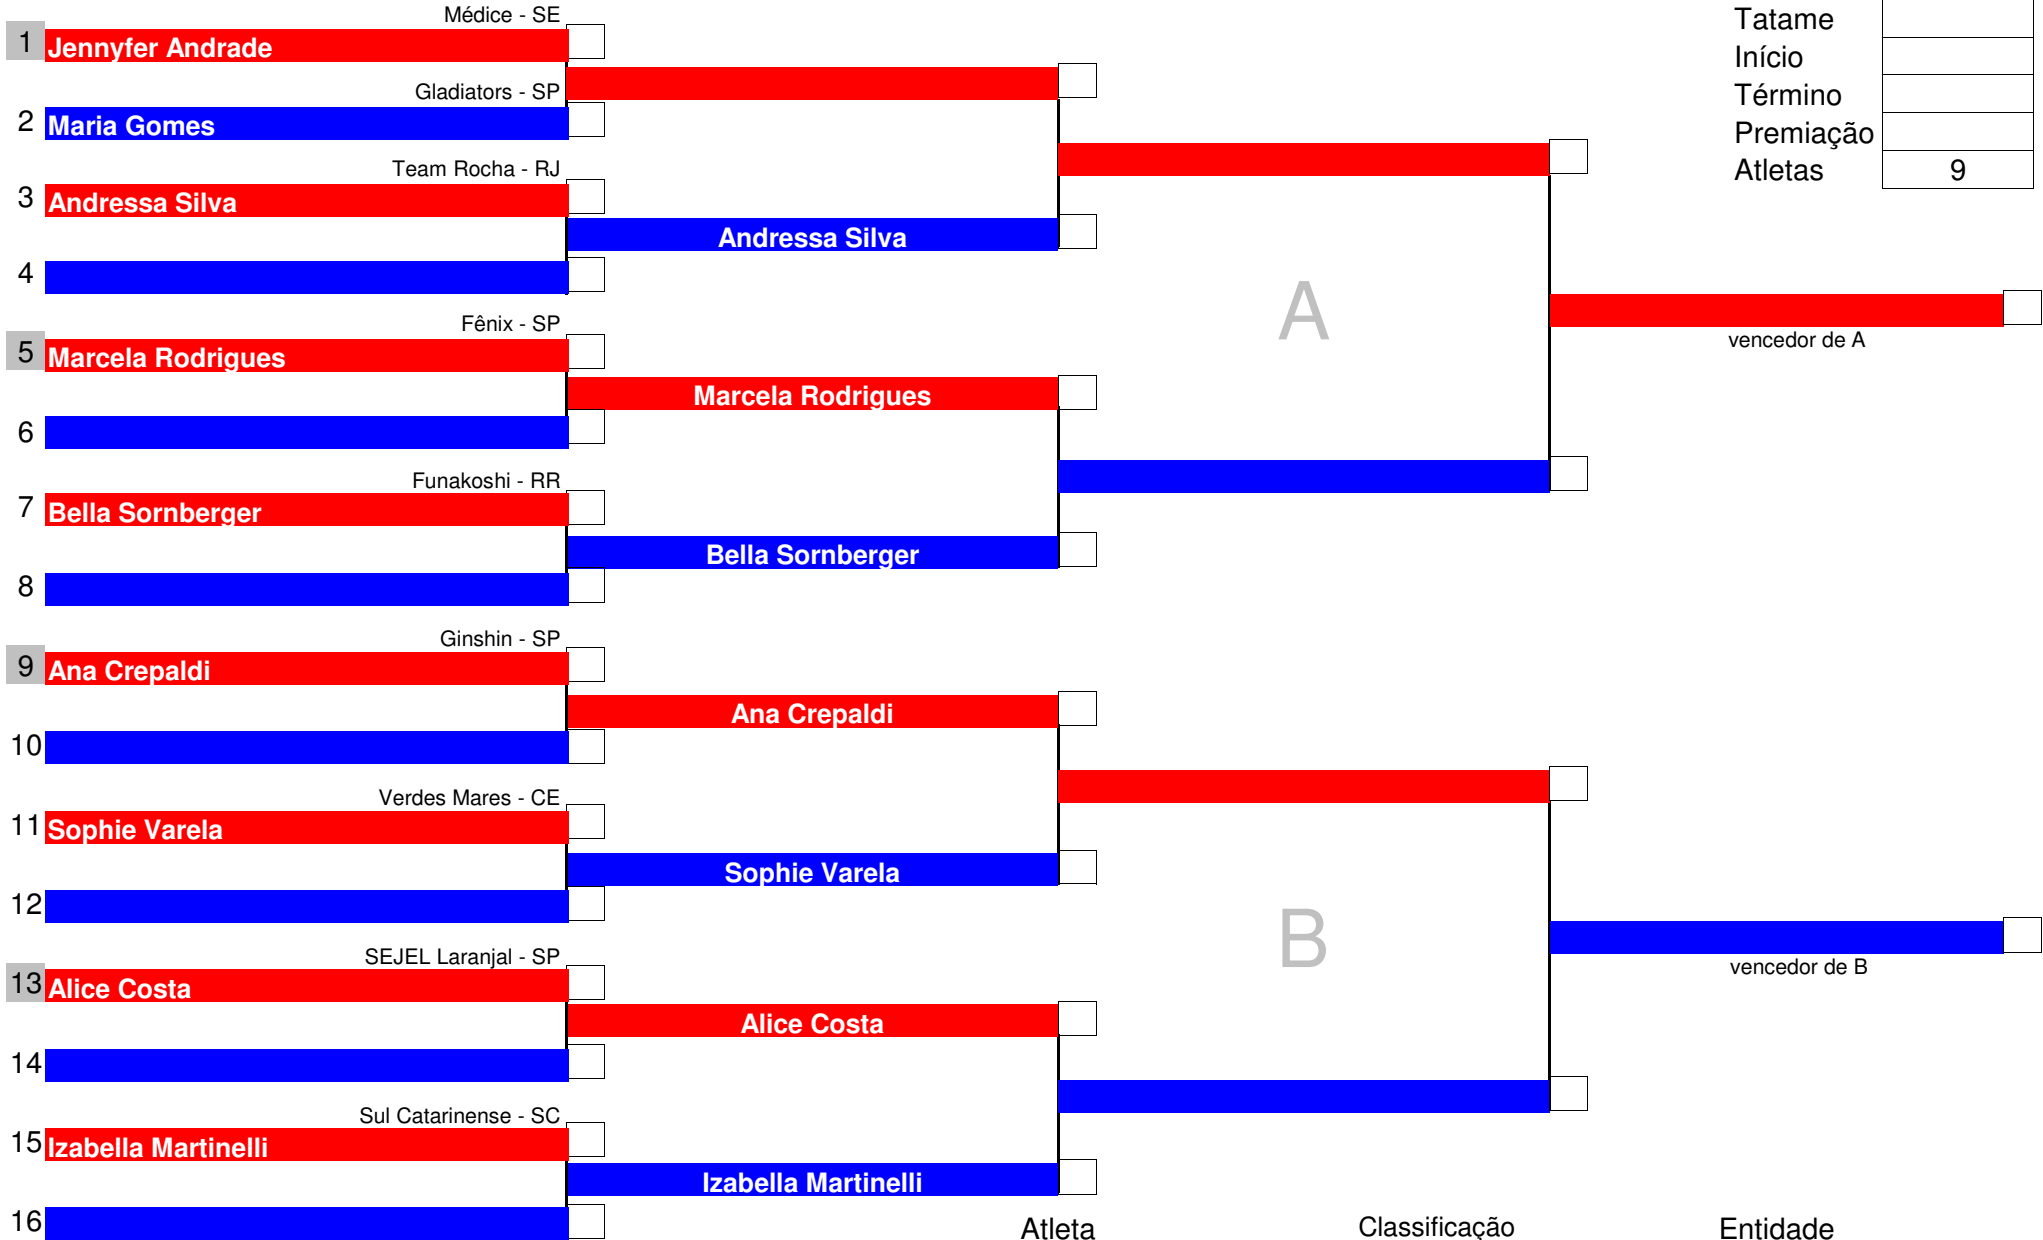 Médice - SE
1 Jennyfer Andrade
Gladiators - SP
2 Maria Gomes
Team Rocha - RJ
3 Andressa Silva
Andressa Silva
4
Fênix - SP
5 Marcela Rodrigues
Marcela Rodrigues
6
Funakoshi - RR
7 Bella Sornberger
Bella Sornberger
8
Ginshin - SP
9 Ana Crepaldi
Ana Crepaldi
10
Verdes Mares - CE
11 Sophie Varela
Sophie Varela
12
SEJEL Laranjal - SP
13 Alice Costa
Alice Costa
14
Sul Catarinense - SC
15 Izabella Martinelli
Izabella Martinelli
16
A
B
vencedor de A
vencedor de B
Tatame
Início
Término
Premiação
Atletas 9
Atleta Classificação Entidade